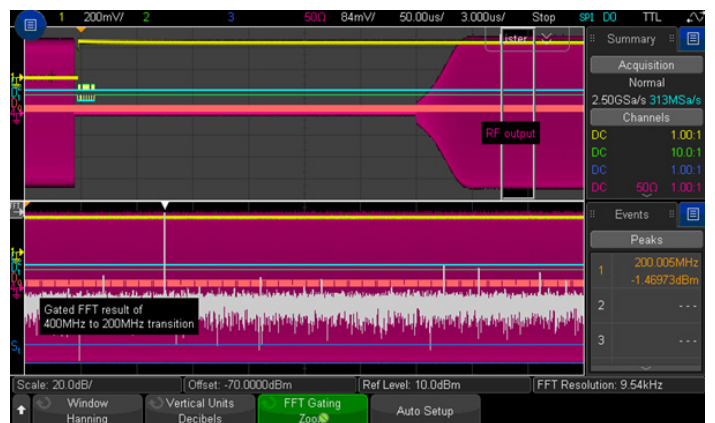 1 200mV/ 2 3 50Ω 84mV/ 50.00us/ 3.000us/ Stop SPI D0 TTL
Summary
Acquisition
Normal
2.50GSa/s 313MSa/s
Channels
DC 1.00:1
DC 10.0:1
DC 1.00:1
DC 50Ω 1.00:1
RF output
Events
Peaks
1 200.005MHz
-1.46973dBm
2 ---
3 ---
Gated FFT result of
400MHz to 200MHz transition
S1
Scale: 20.0dB/ Offset: -70.0000dBm Ref Level: 10.0dBm FFT Resolution: 9.54kHz
Window Vertical Units FFT Gating
Hanning Decibels Zoom Auto Setup